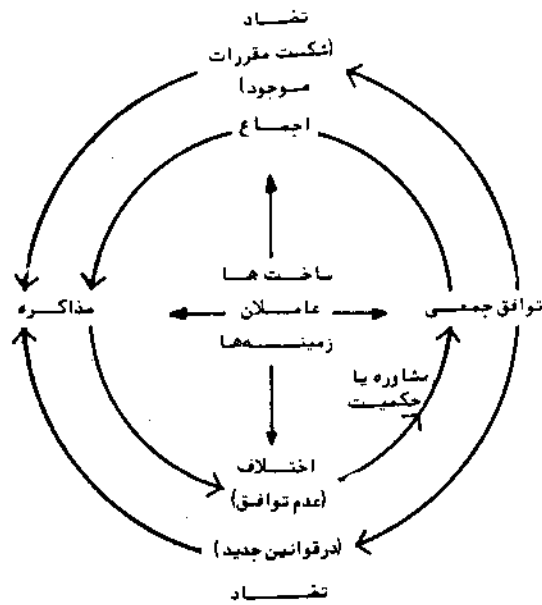 تضاد
(شکست مقررات
موجود)
اجماع
ساخت ها
مذاکره
عاملان
توافق جمعی
زمینه‌ها
مشاوره یا
حکمیت
اختلاف
(عدم توافق)
(در قوانین جدید)
تضاد